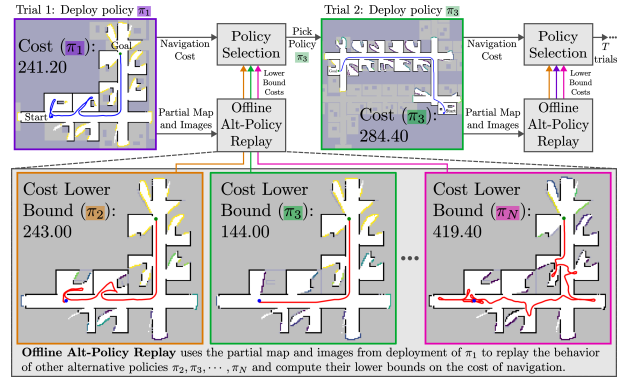 Trial 1: Deploy policy π₁
Trial 2: Deploy policy π₃
Cost (π₁):
241.20
Goal
Start
Navigation
Cost
Partial Map
and Images
Policy
Selection
Lower
Bound
Costs
Offline
Alt-Policy
Replay
Pick
Policy
π₃
Cost (π₃):
284.40
Navigation
Cost
Partial Map
and Images
Policy
Selection
Lower
Bound
Costs
Offline
Alt-Policy
Replay
T
trials
Cost Lower
Bound (π₂):
243.00
Cost Lower
Bound (π₃):
144.00
Cost Lower
Bound (π_N):
419.40
Offline Alt-Policy Replay uses the partial map and images from deployment of π₁ to replay the behavior
of other alternative policies π₂, π₃, ⋯ , π_N and compute their lower bounds on the cost of navigation.